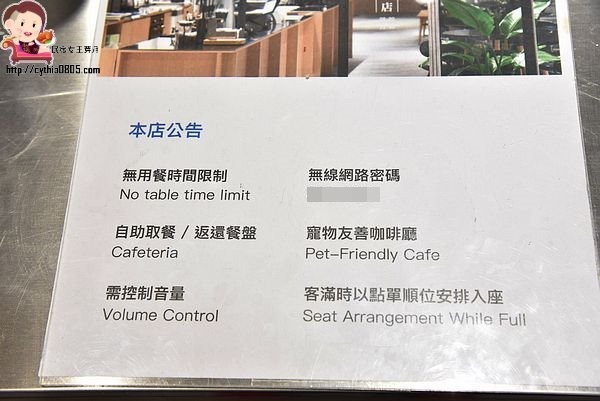 http://cythia0805.com
店
本店公告
無用餐時間限制
No table time limit
無線網路密碼
自助取餐 / 返還餐盤
Cafeteria
寵物友善咖啡廳
Pet-Friendly Cafe
需控制音量
Volume Control
客滿時以點單順位安排入座
Seat Arrangement While Full